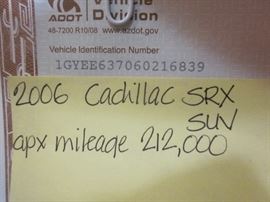 Vehicle
ADOT Division
48-7200 R10/08 www.azdot.gov
Vehicle Identification Number
1GYEE637060216839
2006 Cadillac SRX
SUV
apx mileage 212,000